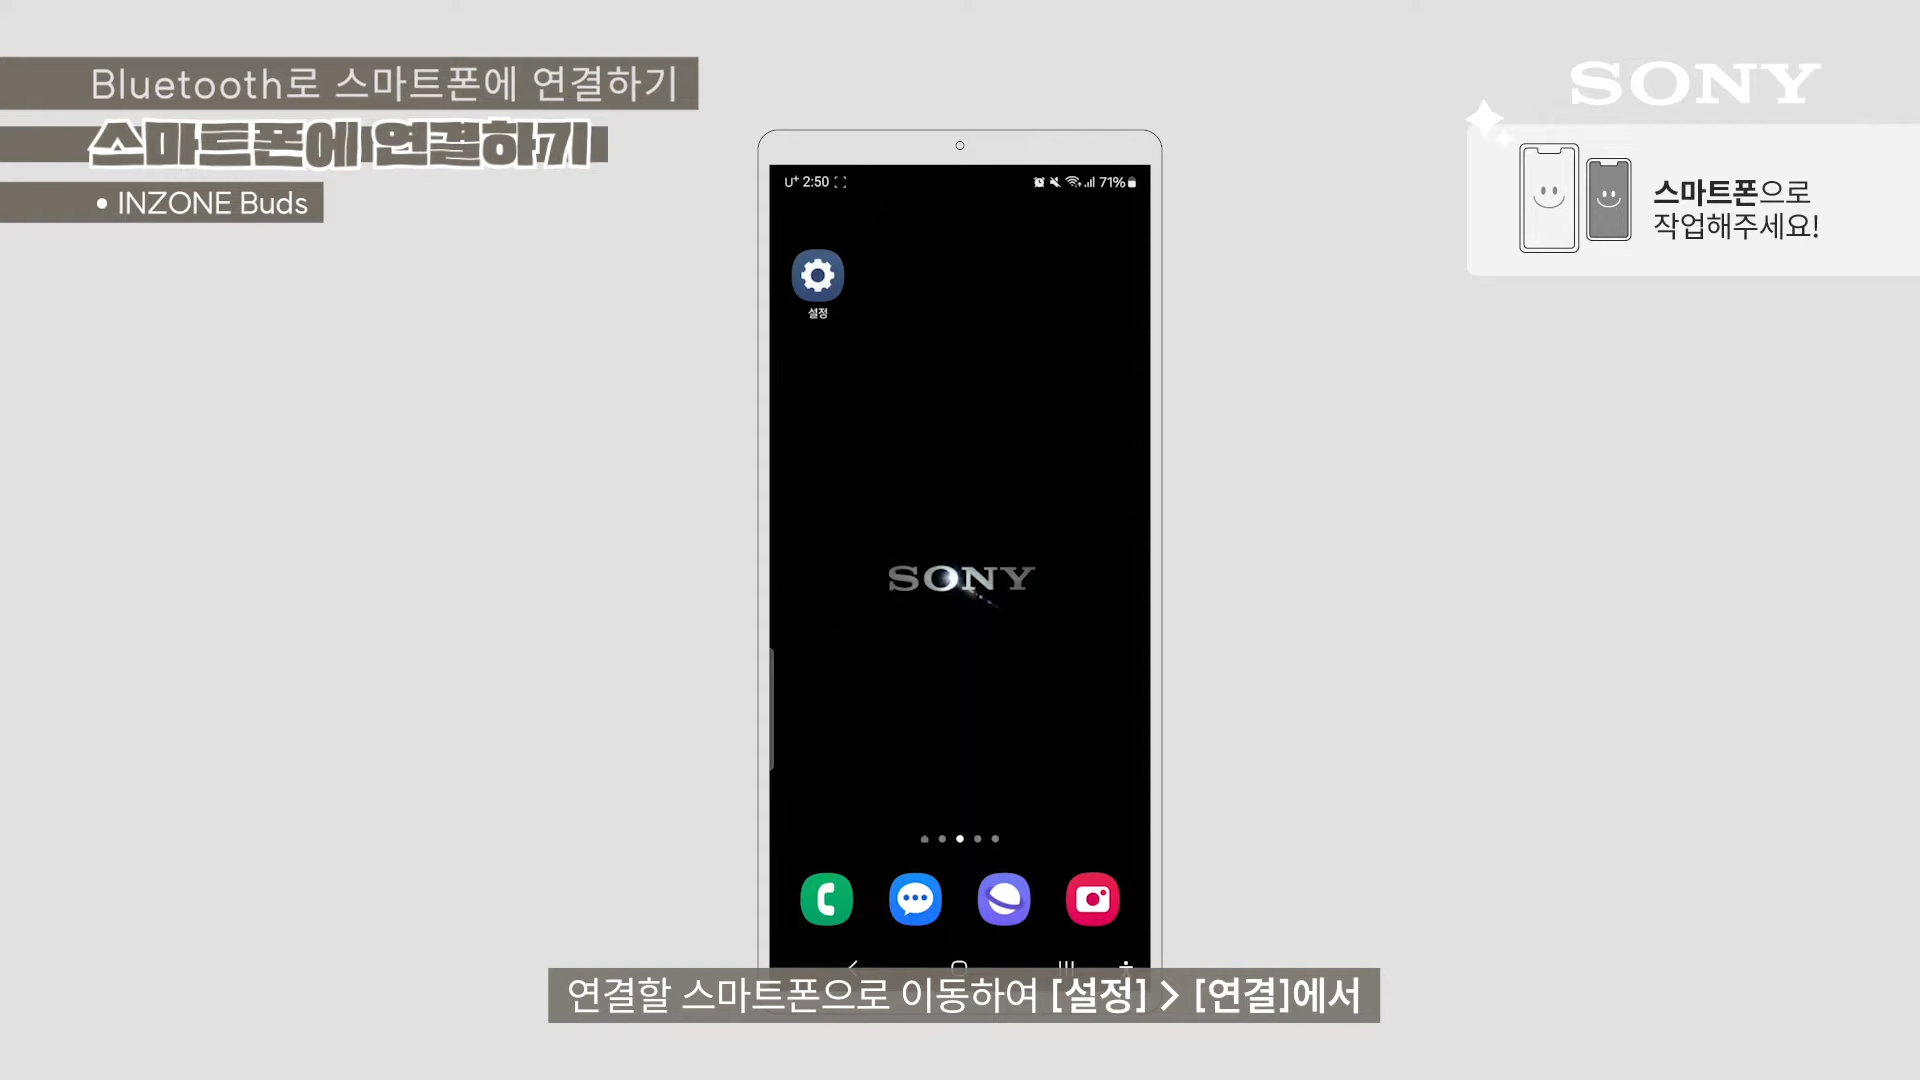 Bluetooth로 스마트폰에 연결하기
스마트폰에 연결하기
• INZONE Buds
SONY
스마트폰으로
작업해주세요!
U+ 2:50
71%
설정
SONY
연결할 스마트폰으로 이동하여 [설정] > [연결]에서